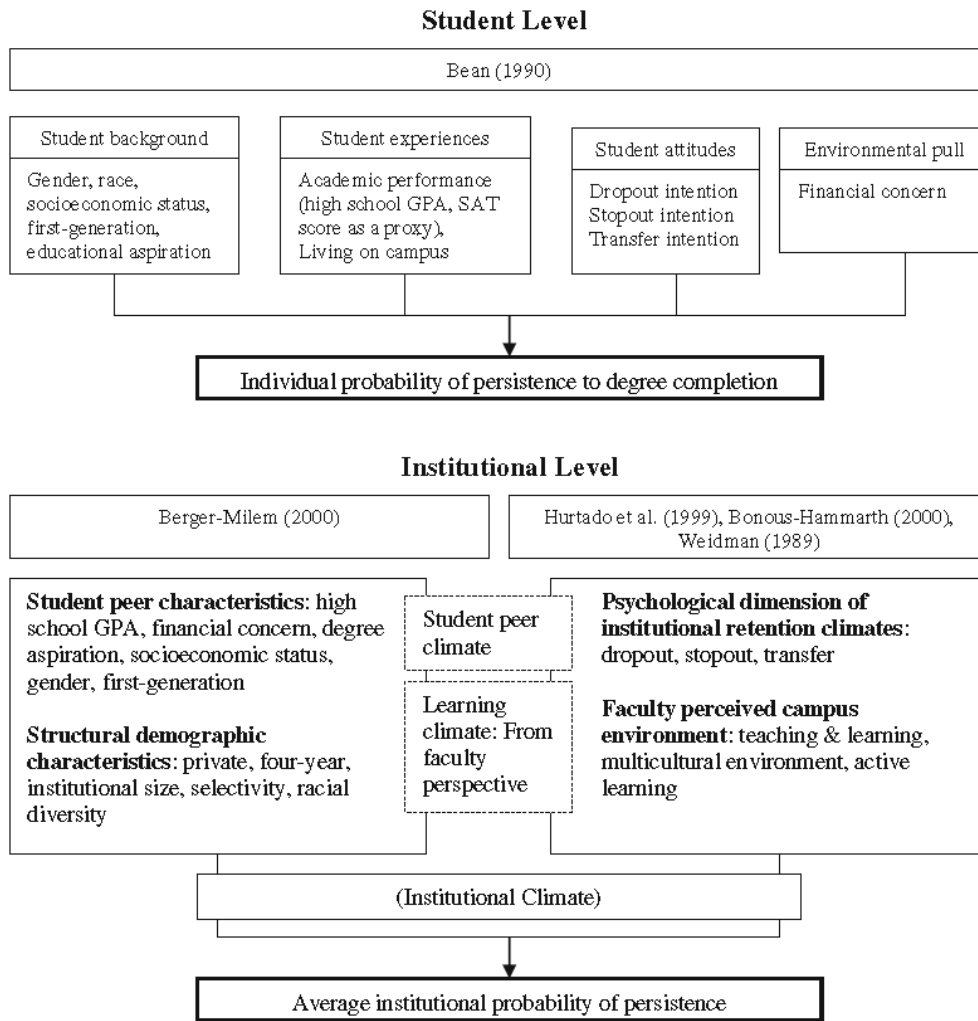 Student Level
Bean (1990)
Student background
Gender, race,
socioeconomic status,
first-generation,
educational aspiration
Student experiences
Academic performance
(high school GPA, SAT
score as a proxy),
Living on campus
Student attitudes
Dropout intention
Stopout intention
Transfer intention
Environmental pull
Financial concern
Individual probability of persistence to degree completion
Institutional Level
Berger-Milem (2000)
Hurtado et al. (1999), Bonous-Hammarth (2000),
Weidman (1989)
Student peer characteristics: high
school GPA, financial concern, degree
aspiration, socioeconomic status,
gender, first-generation
Structural demographic
characteristics: private, four-year,
institutional size, selectivity, racial
diversity
Student peer
climate
Learning
climate: From
faculty
perspective
Psychological dimension of
institutional retention climates:
dropout, stopout, transfer
Faculty perceived campus
environment: teaching & learning,
multicultural environment, active
learning
(Institutional Climate)
Average institutional probability of persistence